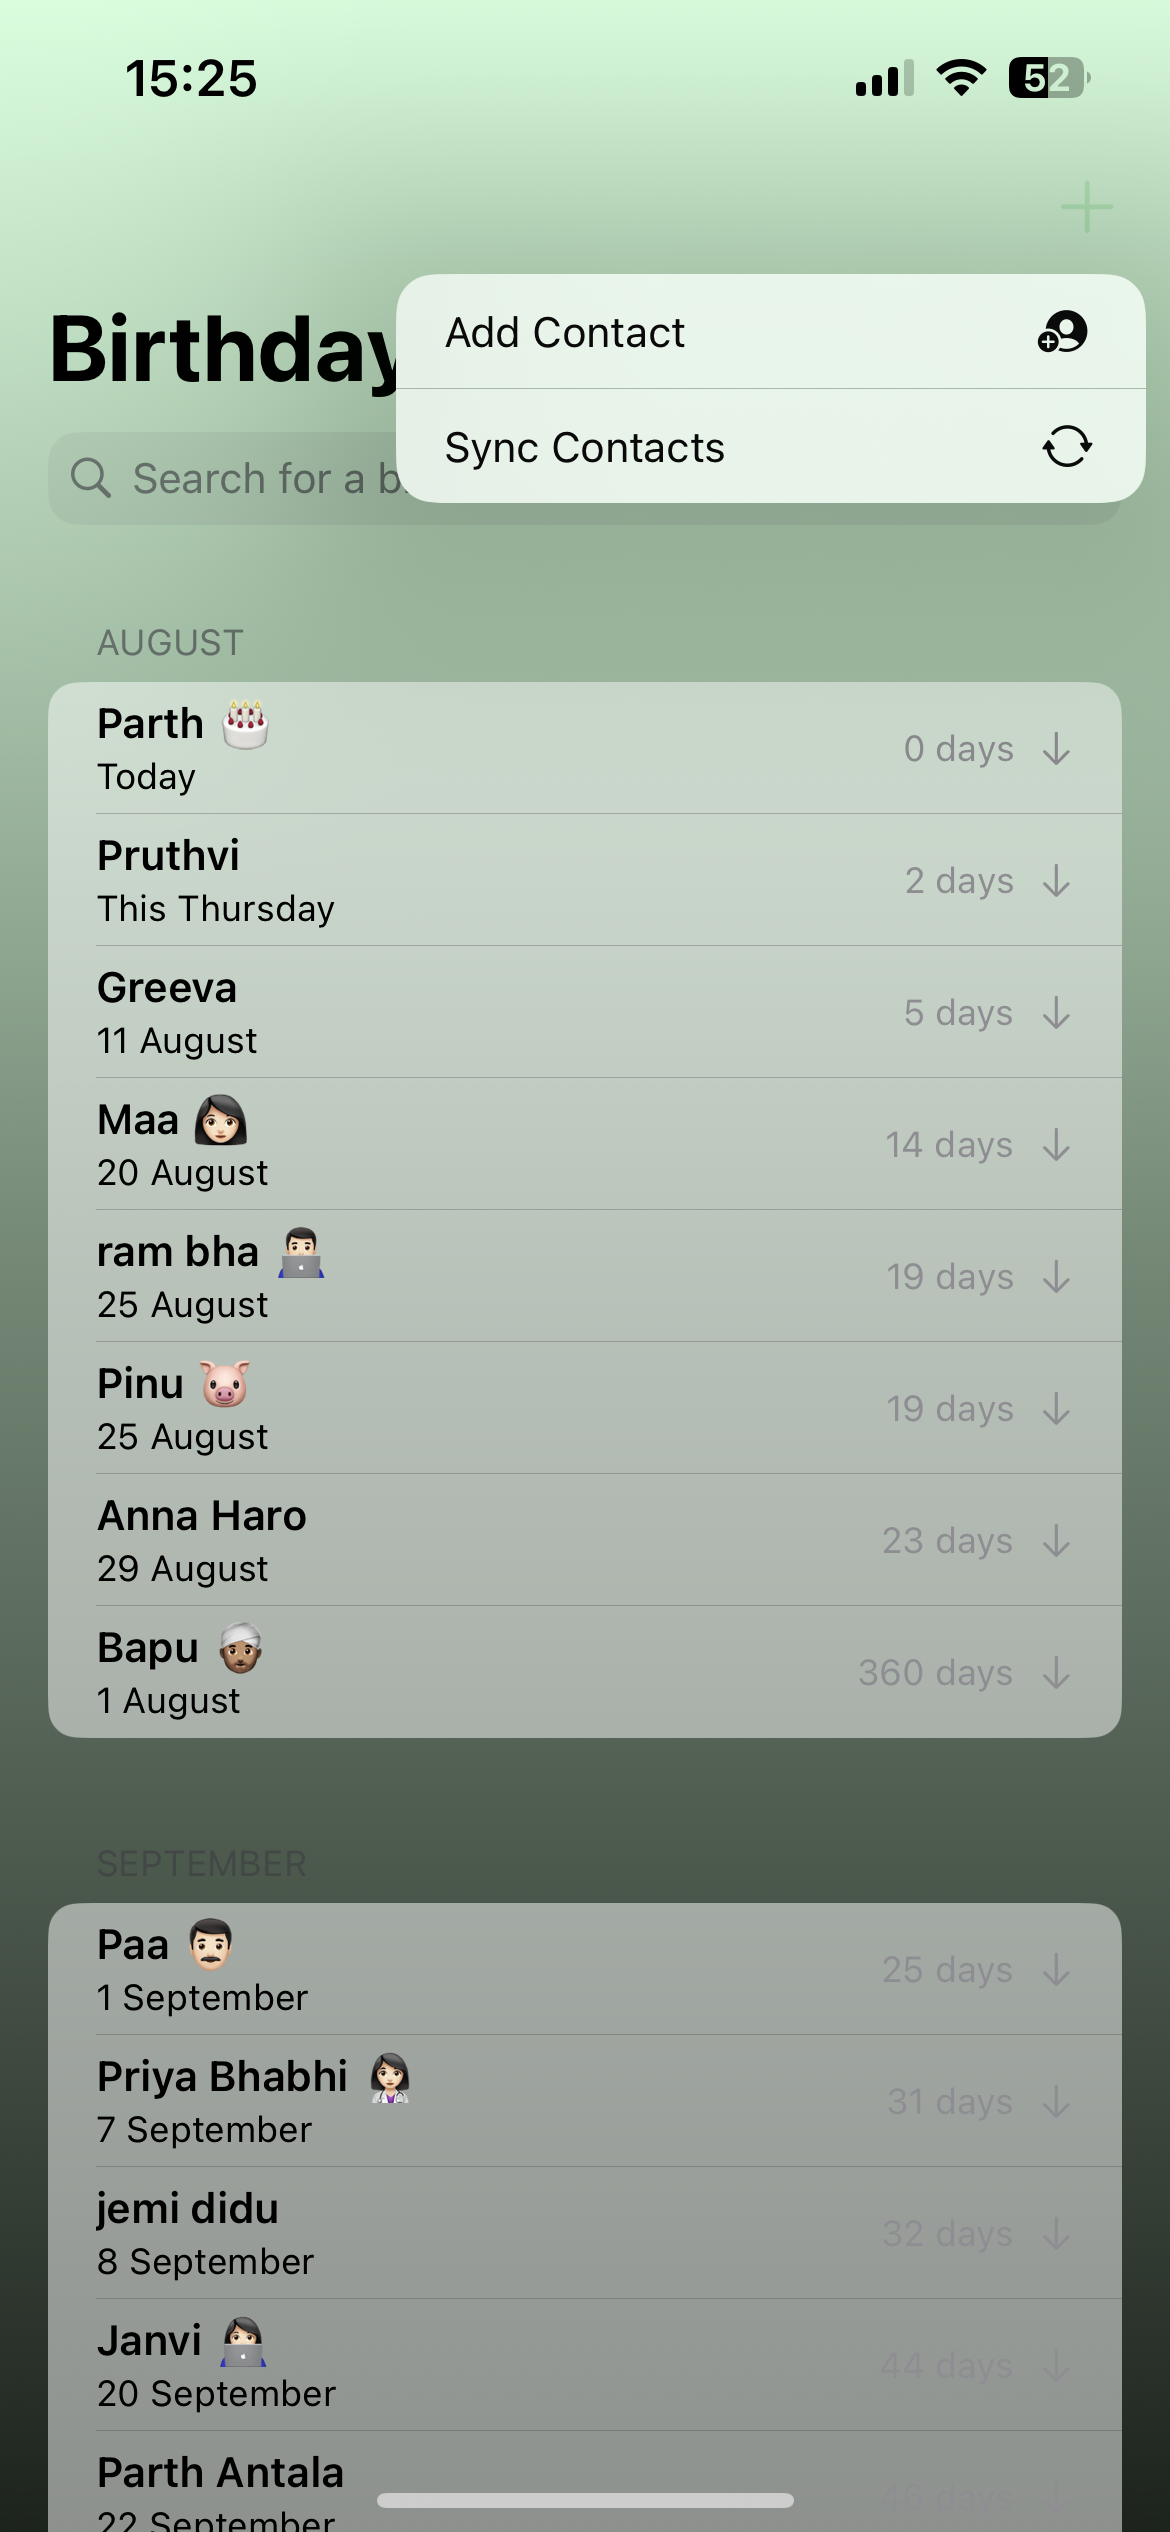 15:25
52
Birthday
Add Contact
Sync Contacts
Search for a b
AUGUST
Parth 🎂
Today
0 days
Pruthvi
This Thursday
2 days
Greeva
11 August
5 days
Maa 👩🏻
20 August
14 days
ram bha 👨🏻‍💻
25 August
19 days
Pinu 🐷
25 August
19 days
Anna Haro
29 August
23 days
Bapu 👳🏽‍♂️
1 August
360 days
SEPTEMBER
Paa 👨🏻
1 September
25 days
Priya Bhabhi 👩🏻‍⚕️
7 September
31 days
jemi didu
8 September
32 days
Janvi 👩🏻‍💻
20 September
44 days
Parth Antala
22 September
46 days